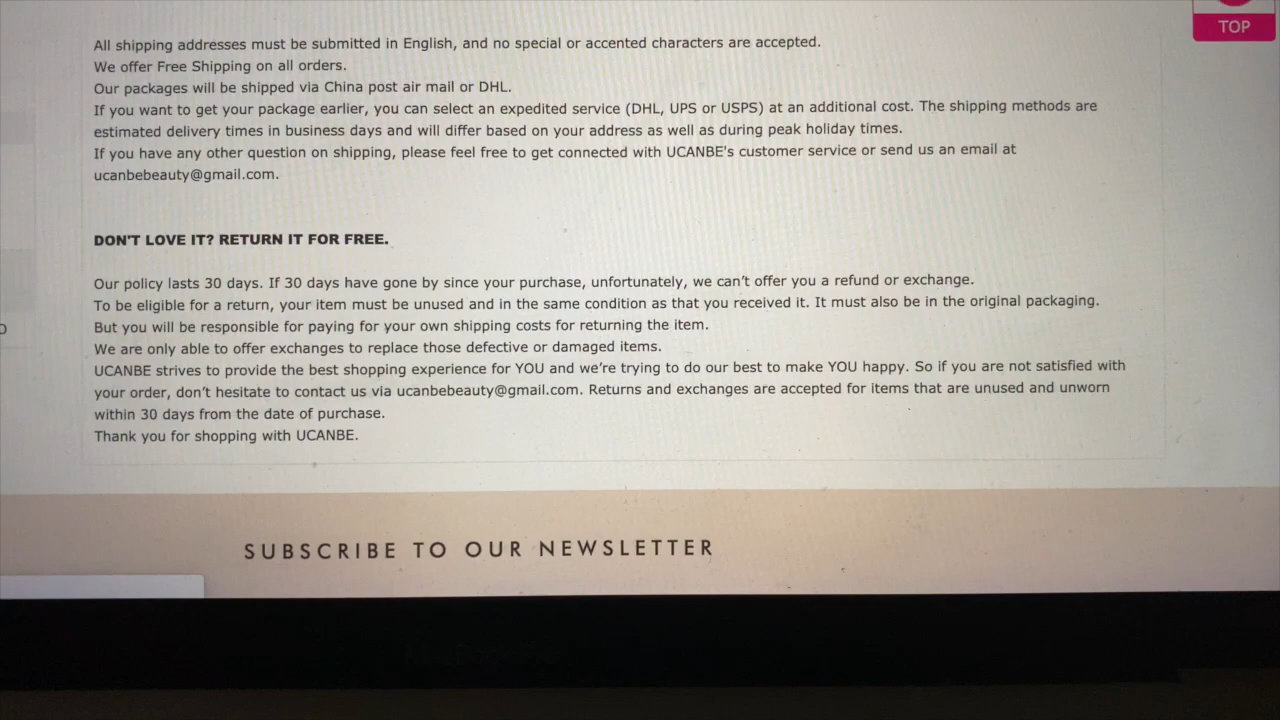 TOP
All shipping addresses must be submitted in English, and no special or accented characters are accepted.
We offer Free Shipping on all orders.
Our packages will be shipped via China post air mail or DHL.
If you want to get your package earlier, you can select an expedited service (DHL, UPS or USPS) at an additional cost. The shipping methods are
estimated delivery times in business days and will differ based on your address as well as during peak holiday times.
If you have any other question on shipping, please feel free to get connected with UCANBE's customer service or send us an email at
ucanbebeauty@gmail.com.
DON'T LOVE IT? RETURN IT FOR FREE.
Our policy lasts 30 days. If 30 days have gone by since your purchase, unfortunately, we can’t offer you a refund or exchange.
To be eligible for a return, your item must be unused and in the same condition as that you received it. It must also be in the original packaging.
But you will be responsible for paying for your own shipping costs for returning the item.
We are only able to offer exchanges to replace those defective or damaged items.
UCANBE strives to provide the best shopping experience for YOU and we’re trying to do our best to make YOU happy. So if you are not satisfied with
your order, don’t hesitate to contact us via ucanbebeauty@gmail.com. Returns and exchanges are accepted for items that are unused and unworn
within 30 days from the date of purchase.
Thank you for shopping with UCANBE.
SUBSCRIBE TO OUR NEWSLETTER